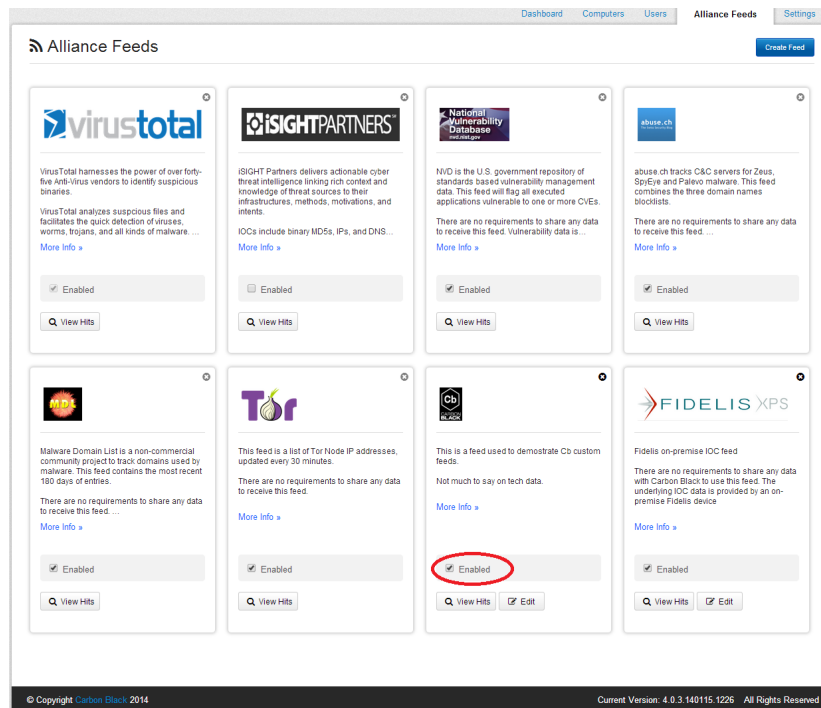 Dashboard Computers Users Alliance Feeds Settings
Alliance Feeds
Create Feed
virustotal
VirusTotal harnesses the power of over forty-
five Anti-Virus vendors to identify suspicious
binaries.
VirusTotal analyzes suspcious files and
facilitates the quick detection of viruses,
worms, trojans, and all kinds of malware. ...
More Info »
Enabled
View Hits
iSIGHTPARTNERS
iSIGHT Partners delivers actionable cyber
threat intelligence linking rich context and
knowledge of threat sources to their
infrastructures, methods, motivations, and
intents.
IOCs include binary MD5s, IPs, and DNS...
More Info »
Enabled
View Hits
National
Vulnerability
Database
nvd.nist.gov
NVD is the U.S. government repository of
standards based vulnerability management
data. This feed will flag all executed
applications vulnerable to one or more CVEs.
There are no requirements to share any data
to receive this feed. Vulnerability data is...
More Info »
Enabled
View Hits
abuse.ch
abuse.ch tracks C&C servers for Zeus,
SpyEye and Palevo malware. This feed
combines the three domain names
blocklists.
There are no requirements to share any data
to receive this feed. ...
More Info »
Enabled
View Hits
MDL
Malware Domain List is a non-commercial
community project to track domains used by
malware. This feed contains the most recent
180 days of entries.
There are no requirements to share any data
to receive this feed. ...
More Info »
Enabled
View Hits
Tor
This feed is a list of Tor Node IP addresses,
updated every 30 minutes.
There are no requirements to share any data
to receive this feed.
More Info »
Enabled
View Hits
Cb
CARBON
BLACK
This is a feed used to demostrate Cb custom
feeds.
Not much to say on tech data.
More Info »
Enabled
View Hits Edit
FIDELIS XPS
Fidelis on-premise IOC feed
There are no requirements to share any data
with Carbon Black to use this feed. The
underlying IOC data is provided by an on-
premise Fidelis device
More Info »
Enabled
View Hits Edit
© Copyright Carbon Black 2014
Current Version: 4.0.3.140115.1226 All Rights Reserved